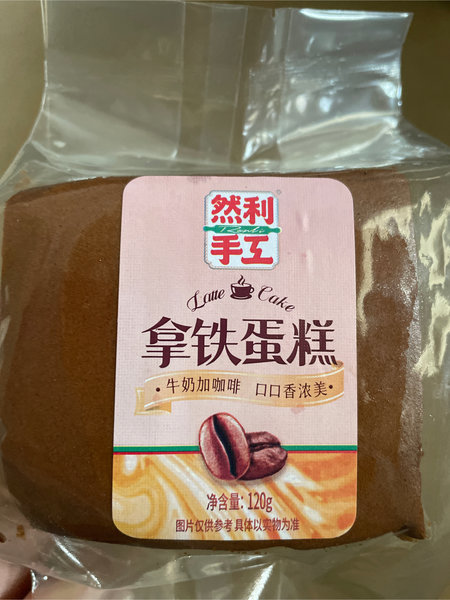 然利
手工
Latte Cake
拿铁蛋糕
·牛奶加咖啡 口口香浓美·
净含量:120g
图片仅供参考 具体以实物为准